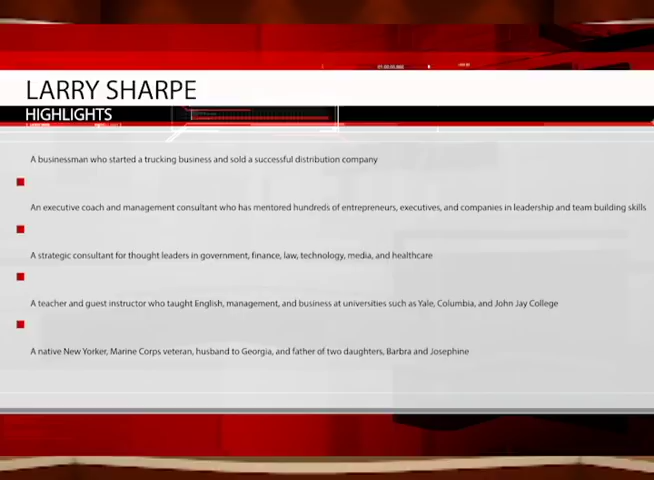 LARRY SHARPE
HIGHLIGHTS
A businessman who started a trucking business and sold a successful distribution company
An executive coach and management consultant who has mentored hundreds of entrepreneurs, executives, and companies in leadership and team building skills
A strategic consultant for thought leaders in government, finance, law, technology, media, and healthcare
A teacher and guest instructor who taught English, management, and business at universities such as Yale, Columbia, and John Jay College
A native New Yorker, Marine Corps veteran, husband to Georgia, and father of two daughters, Barbra and Josephine